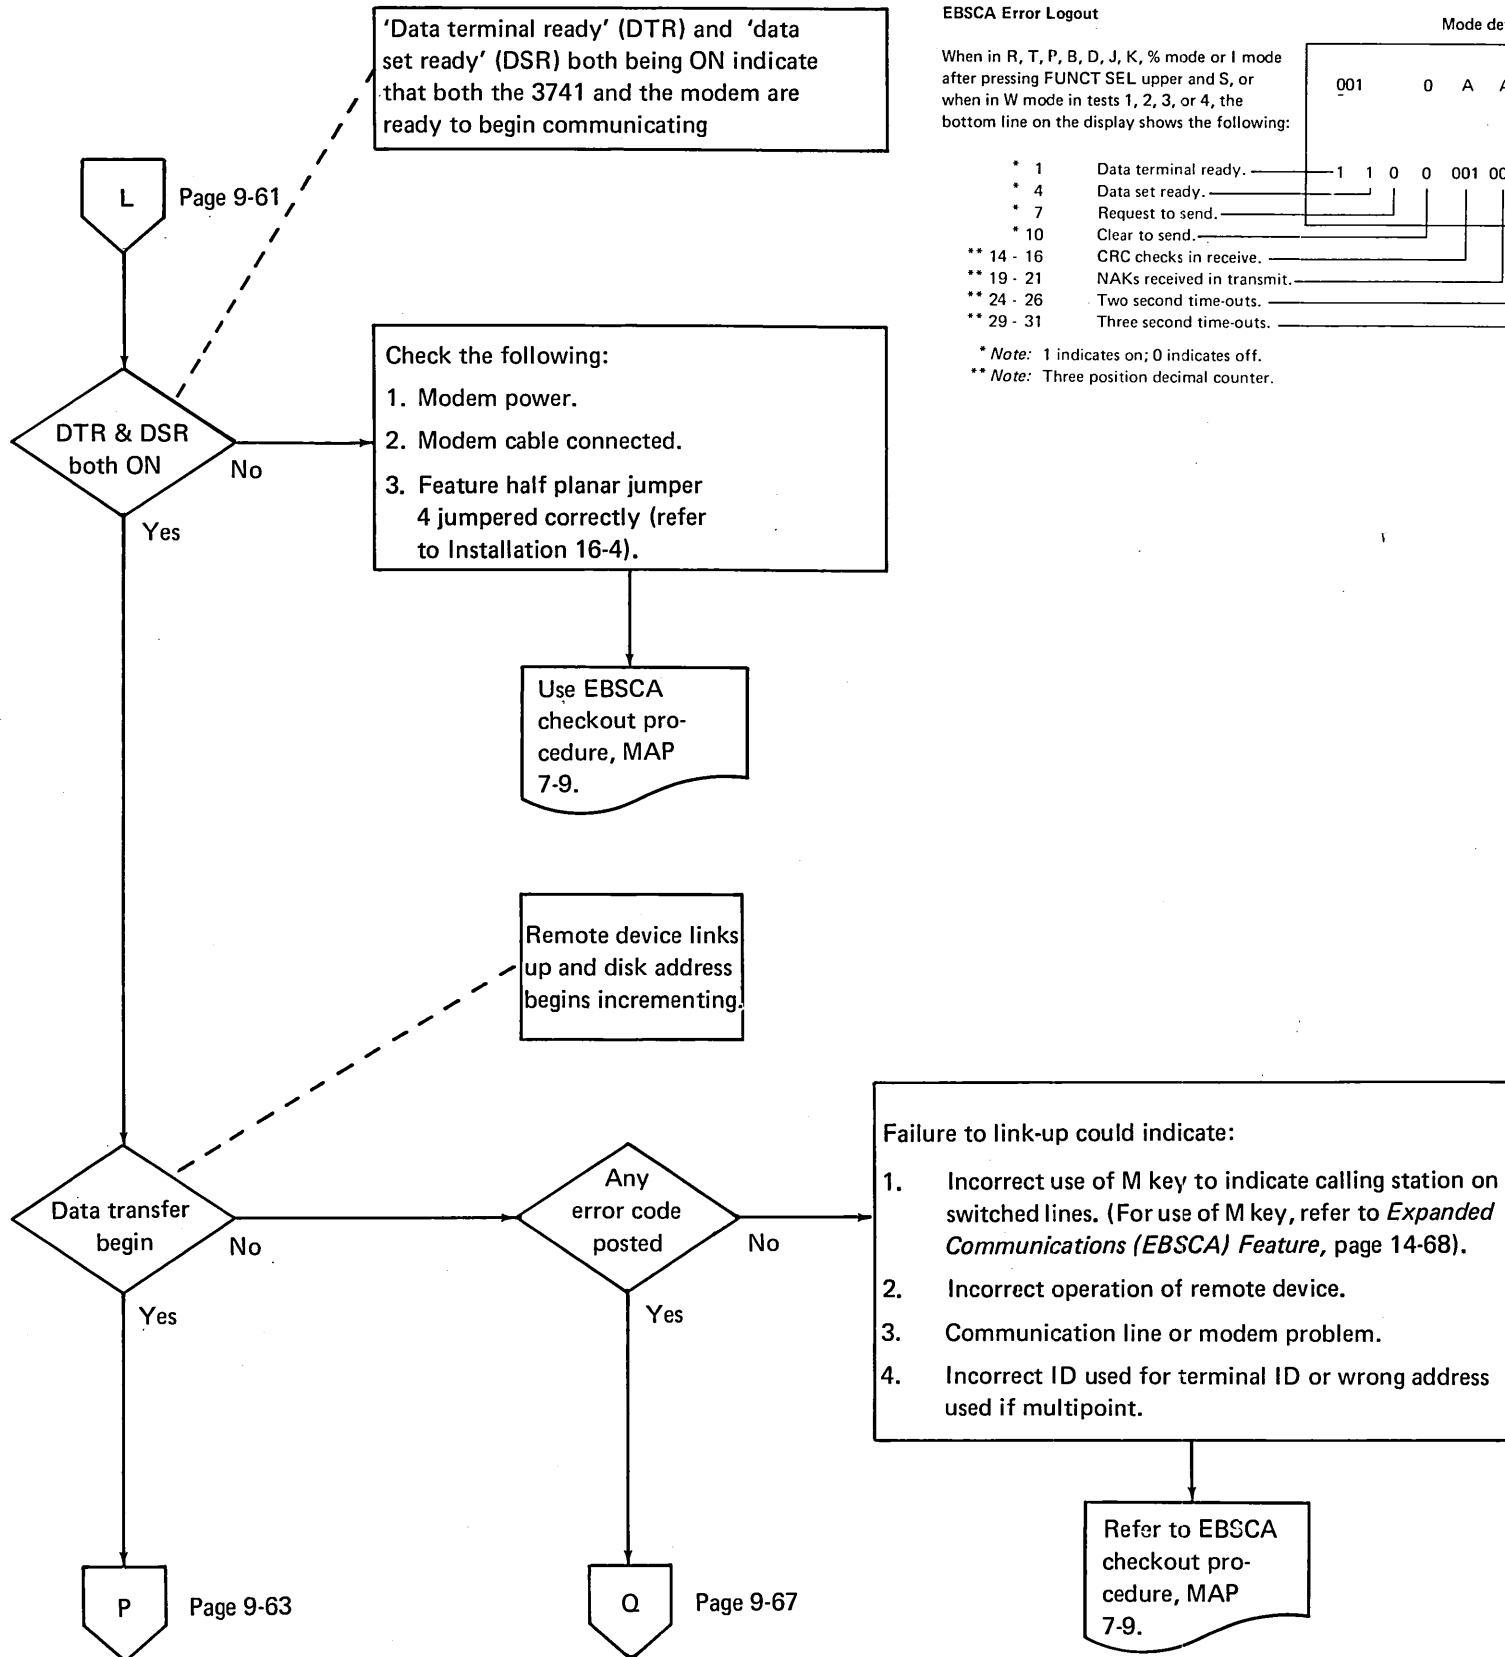 'Data terminal ready' (DTR) and 'data
set ready' (DSR) both being ON indicate
that both the 3741 and the modem are
ready to begin communicating
L
Page 9-61
DTR & DSR
both ON
No
Yes
Check the following:
1. Modem power.
2. Modem cable connected.
3. Feature half planar jumper
4 jumpered correctly (refer
to Installation 16-4).
Use EBSCA
checkout pro-
cedure, MAP
7-9.
EBSCA Error Logout
When in R, T, P, B, D, J, K, % mode or I mode
after pressing FUNCT SEL upper and S, or
when in W mode in tests 1, 2, 3, or 4, the
bottom line on the display shows the following:
001 0 A
1 1 0 0 001
* 1 Data terminal ready.
* 4 Data set ready.
* 7 Request to send.
* 10 Clear to send.
** 14 - 16 CRC checks in receive.
** 19 - 21 NAKs received in transmit.
** 24 - 26 Two second time-outs.
** 29 - 31 Three second time-outs.
* Note: 1 indicates on; 0 indicates off.
** Note: Three position decimal counter.
Remote device links
up and disk address
begins incrementing.
Data transfer
begin
No
Yes
Any
error code
posted
No
Yes
Failure to link-up could indicate:
1. Incorrect use of M key to indicate calling station on
switched lines. (For use of M key, refer to Expanded
Communications (EBSCA) Feature, page 14-68).
2. Incorrect operation of remote device.
3. Communication line or modem problem.
4. Incorrect ID used for terminal ID or wrong address
used if multipoint.
Refer to EBSCA
checkout pro-
cedure, MAP
7-9.
P
Page 9-63
Q
Page 9-67